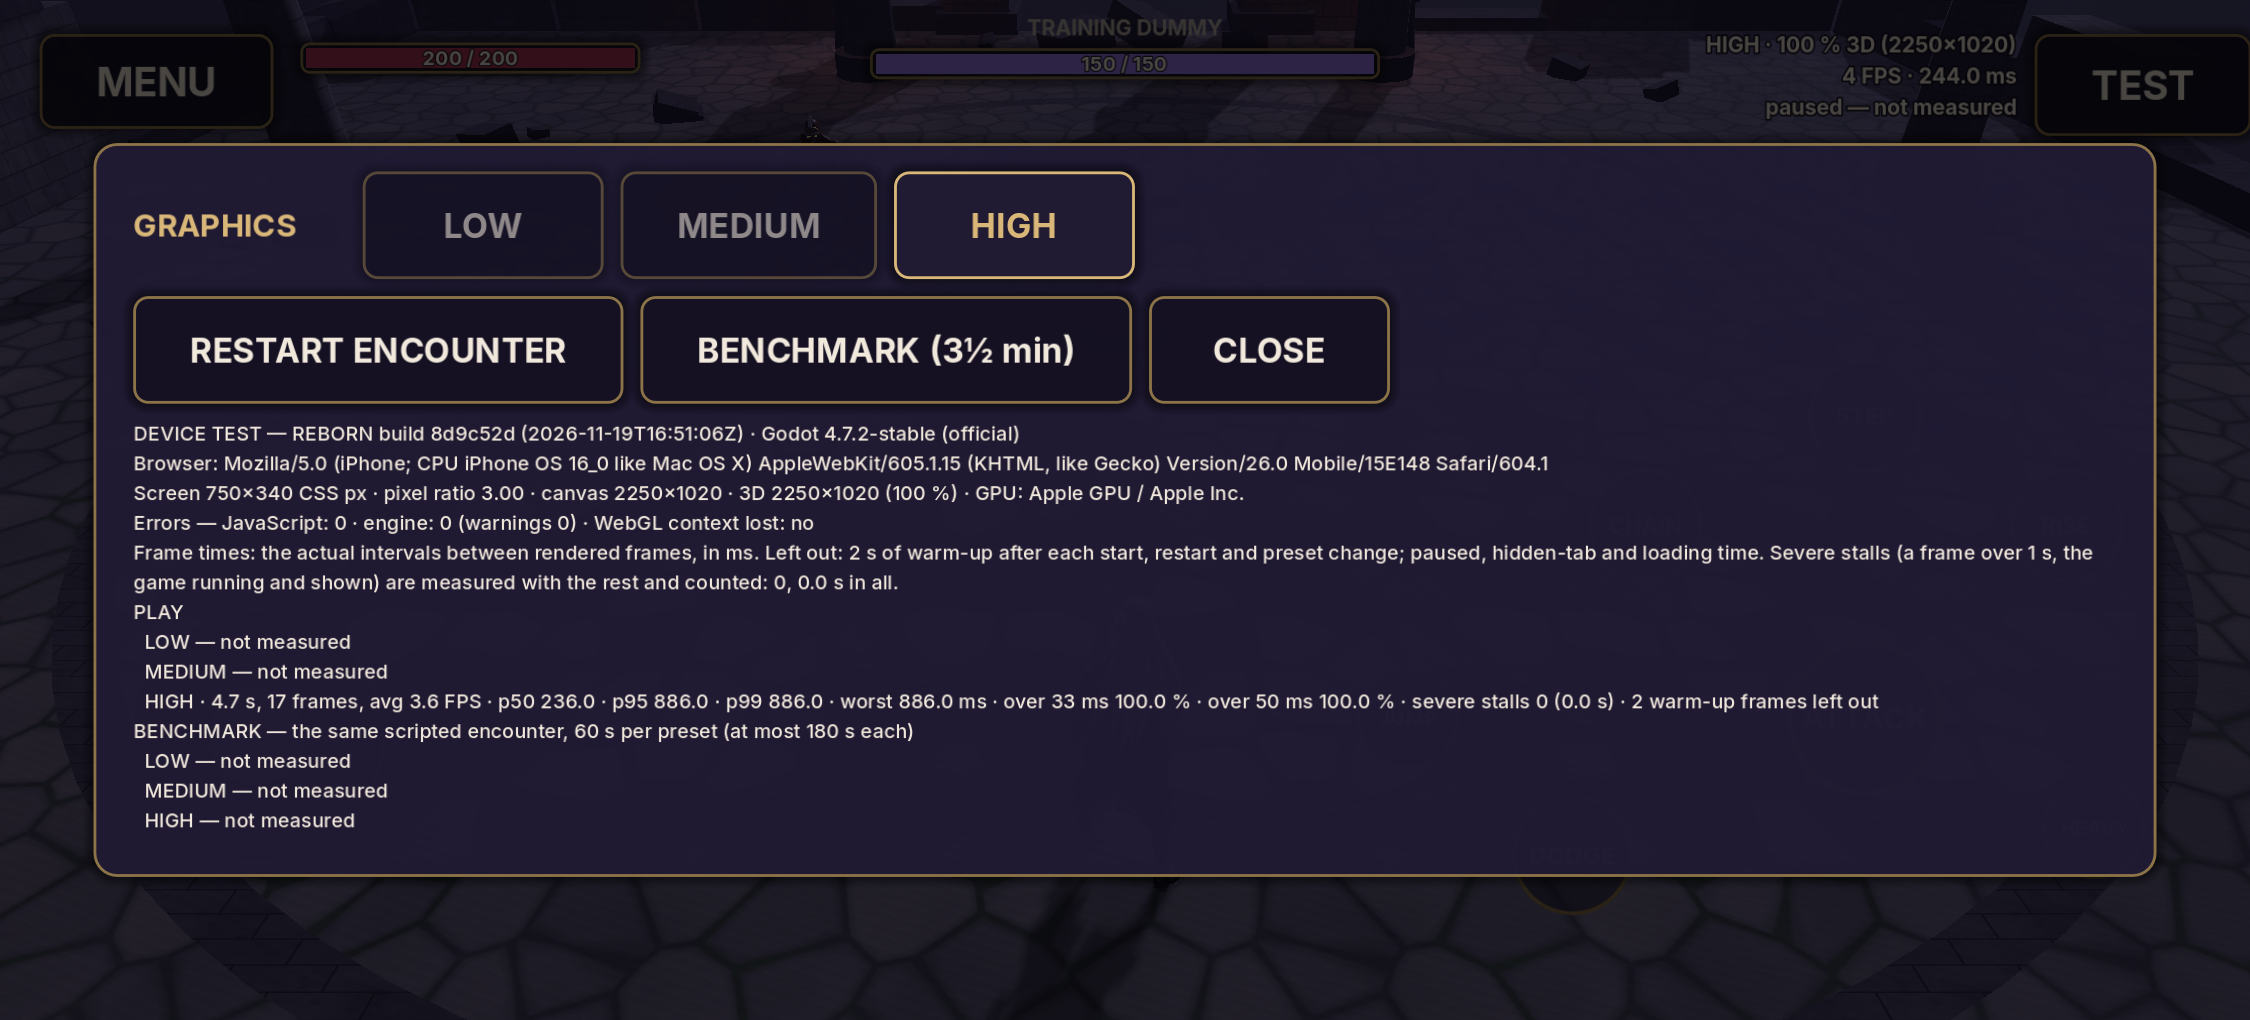 TRAINING DUMMY
MENU
200 / 200
150 / 150
HIGH · 100 % 3D (2250×1020)
4 FPS · 244.0 ms
paused — not measured
TEST
GRAPHICS
LOW
MEDIUM
HIGH
RESTART ENCOUNTER
BENCHMARK (3½ min)
CLOSE
DEVICE TEST — REBORN build 8d9c52d (2026-11-19T16:51:06Z) · Godot 4.7.2-stable (official)
Browser: Mozilla/5.0 (iPhone; CPU iPhone OS 16_0 like Mac OS X) AppleWebKit/605.1.15 (KHTML, like Gecko) Version/26.0 Mobile/15E148 Safari/604.1
Screen 750×340 CSS px · pixel ratio 3.00 · canvas 2250×1020 · 3D 2250×1020 (100 %) · GPU: Apple GPU / Apple Inc.
Errors — JavaScript: 0 · engine: 0 (warnings 0) · WebGL context lost: no
Frame times: the actual intervals between rendered frames, in ms. Left out: 2 s of warm-up after each start, restart and preset change; paused, hidden-tab and loading time. Severe stalls (a frame over 1 s, the
game running and shown) are measured with the rest and counted: 0, 0.0 s in all.
PLAY
LOW — not measured
MEDIUM — not measured
HIGH · 4.7 s, 17 frames, avg 3.6 FPS · p50 236.0 · p95 886.0 · p99 886.0 · worst 886.0 ms · over 33 ms 100.0 % · over 50 ms 100.0 % · severe stalls 0 (0.0 s) · 2 warm-up frames left out
BENCHMARK — the same scripted encounter, 60 s per preset (at most 180 s each)
LOW — not measured
MEDIUM — not measured
HIGH — not measured